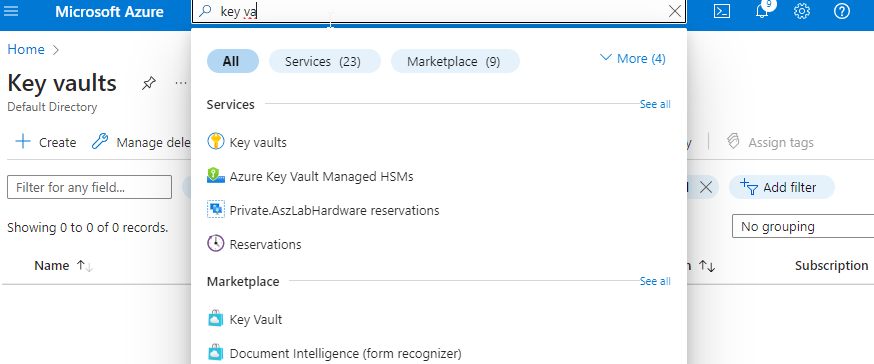 Microsoft Azure
key va
9
Home >
Key vaults
...
Default Directory
All
Services (23)
Marketplace (9)
More (4)
Services
See all
+ Create
Manage dele
y
Assign tags
Key vaults
Azure Key Vault Managed HSMs
Filter for any field...
l
Add filter
Private.AszLabHardware reservations
Showing 0 to 0 of 0 records.
No grouping
Reservations
Name ↑↓
n ↑↓
Subscription
Marketplace
See all
Key Vault
Document Intelligence (form recognizer)